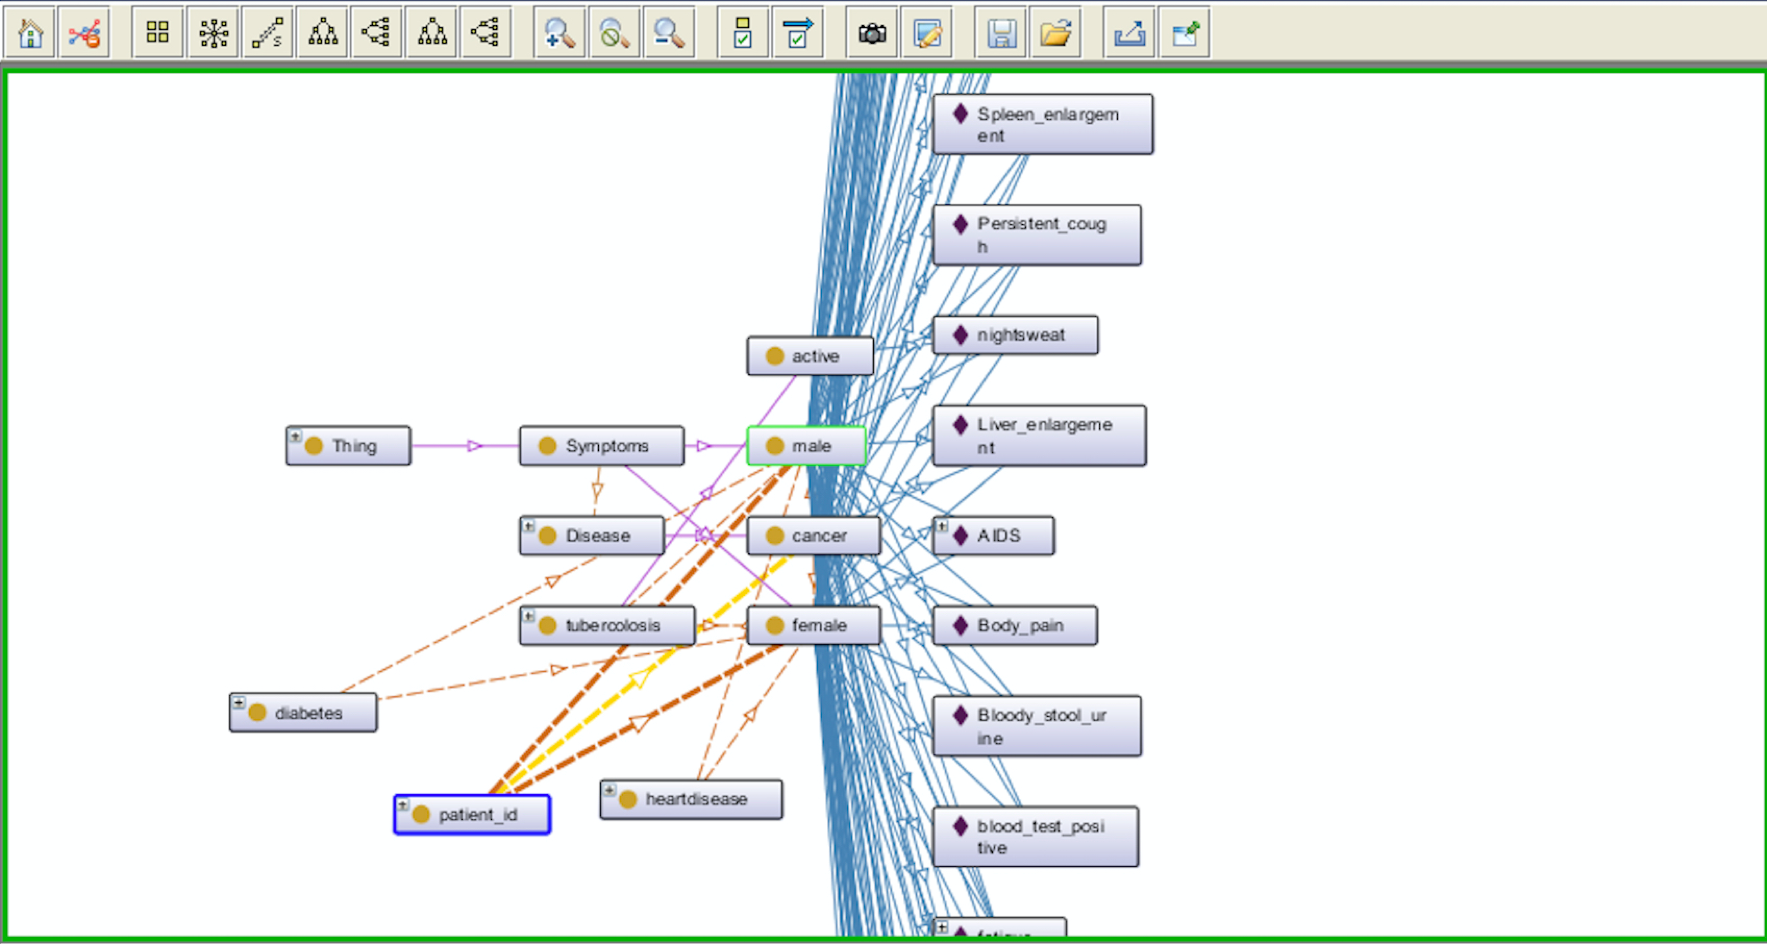 Spleen_enlargem
ent
Persistent_coug
h
nightsweat
active
Liver_enlargeme
nt
Thing
Symptoms
male
Disease
cancer
AIDS
tubercolosis
female
Body_pain
diabetes
Bloody_stool_ur
ine
patient_id
heartdisease
blood_test_posi
tive